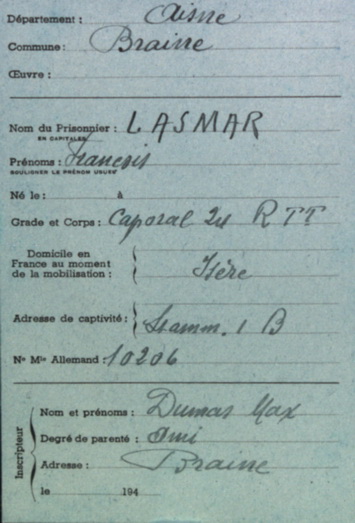 Département : Aisne
Commune : Braine
Œuvre :
Nom du Prisonnier : LASMAR
EN CAPITALES
Prénoms : François
SOULIGNER LE PRÉNOM USUEL
Né le : à
Grade et Corps : Caporal 24 R T T
Domicile en
France au moment
de la mobilisation : Isère
Adresse de captivité : Stamm. 1 B
No Mle Allemand : 10206
Inscripteur
Nom et prénoms : Dumas Max
Degré de parenté : Ami
Adresse : Braine
le 194